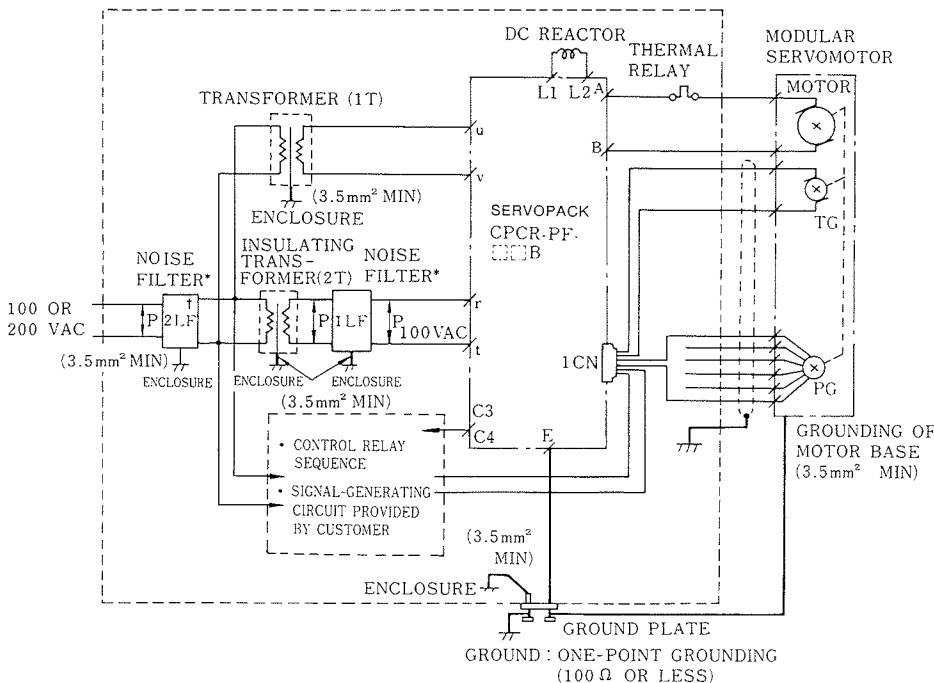 DC REACTOR
L1 L2
A
THERMAL
RELAY
MODULAR
SERVOMOTOR
MOTOR
TRANSFORMER (1T)
u
v
B
(3.5mm² MIN)
ENCLOSURE
SERVOPACK
CPCR-PF-
B
TG
NOISE
FILTER*
INSULATING
TRANS-
FORMER(2T)
NOISE
FILTER*
100 OR
200 VAC
P
2LF
†
P
1LF
P
100VAC
r
t
(3.5mm² MIN)
ENCLOSURE
ENCLOSURE
ENCLOSURE
(3.5mm² MIN)
1CN
PG
C3
C4
E
• CONTROL RELAY
SEQUENCE
• SIGNAL-GENERATING
CIRCUIT PROVIDED
BY CUSTOMER
GROUNDING OF
MOTOR BASE
(3.5mm² MIN)
(3.5mm²
MIN)
ENCLOSURE
GROUND PLATE
GROUND : ONE-POINT GROUNDING
(100Ω OR LESS)